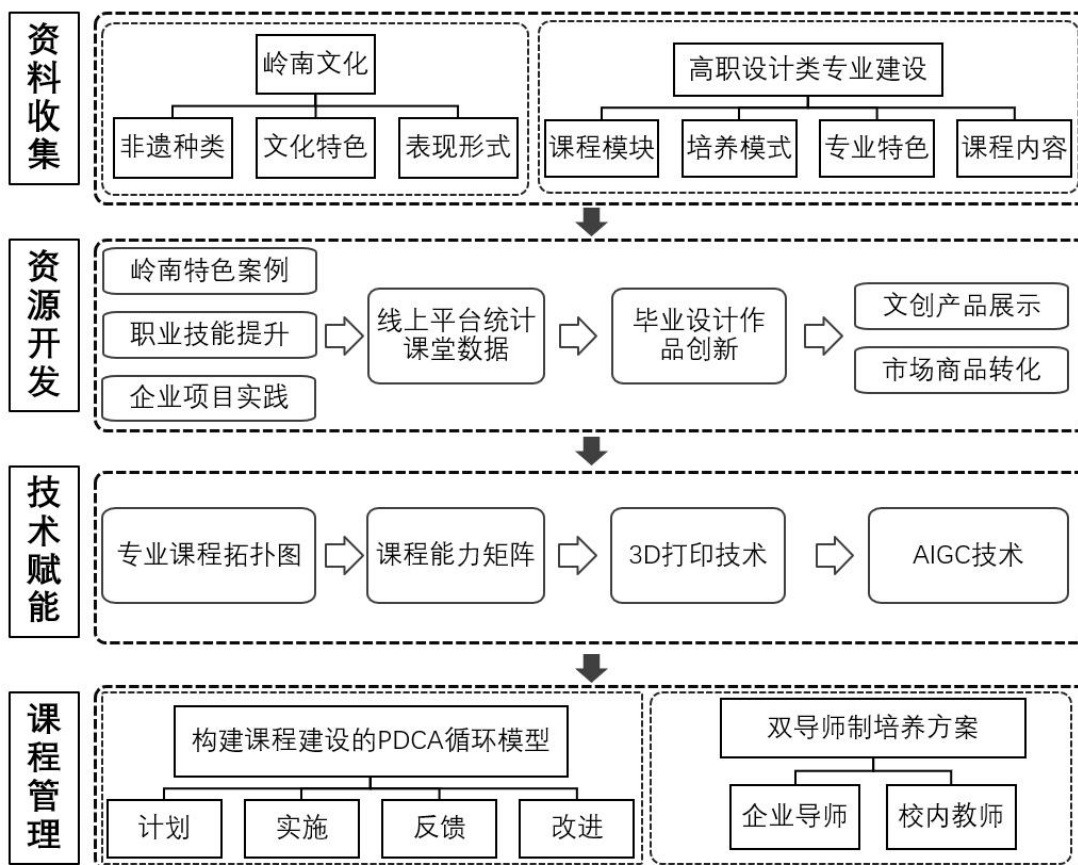 资料收集
岭南文化
非遗种类
文化特色
表现形式
高职设计类专业建设
课程模块
培养模式
专业特色
课程内容
资源开发
岭南特色案例
职业技能提升
企业项目实践
线上平台统计
课堂数据
毕业设计作
品创新
文创产品展示
市场商品转化
技术赋能
专业课程拓扑图
课程能力矩阵
3D打印技术
AIGC技术
课程管理
构建课程建设的PDCA循环模型
计划
实施
反馈
改进
双导师制培养方案
企业导师
校内教师